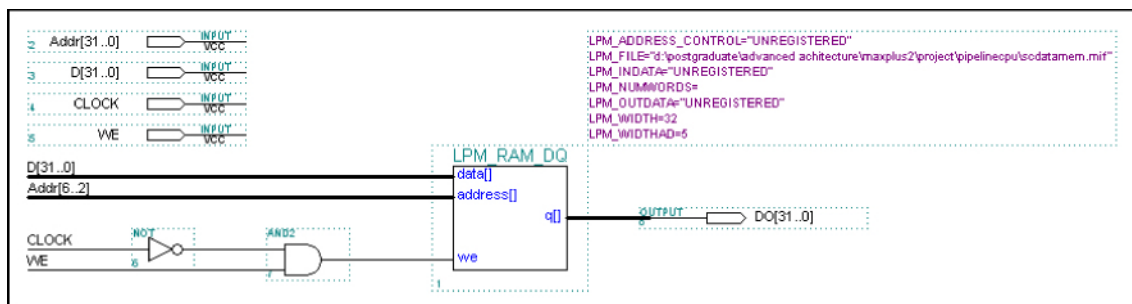 2 Addr[31..0] INPUT VCC
3 D[31..0] INPUT VCC
4 CLOCK INPUT VCC
5 WE INPUT VCC
LPM_ADDRESS_CONTROL="UNREGISTERED"
LPM_FILE="d:\postgraduate\advanced achitecture\maxplus2\project\pipelinecpu\scdatamem.mif"
LPM_INDATA="UNREGISTERED"
LPM_NUMWORDS=
LPM_OUTDATA="UNREGISTERED"
LPM_WIDTH=32
LPM_WIDTHAD=5
LPM_RAM_DQ
D[31..0] data[]
Addr[6..2] address[]
q[] OUTPUT DO[31..0]
8
CLOCK NOT AND2
WE we
6 7 1